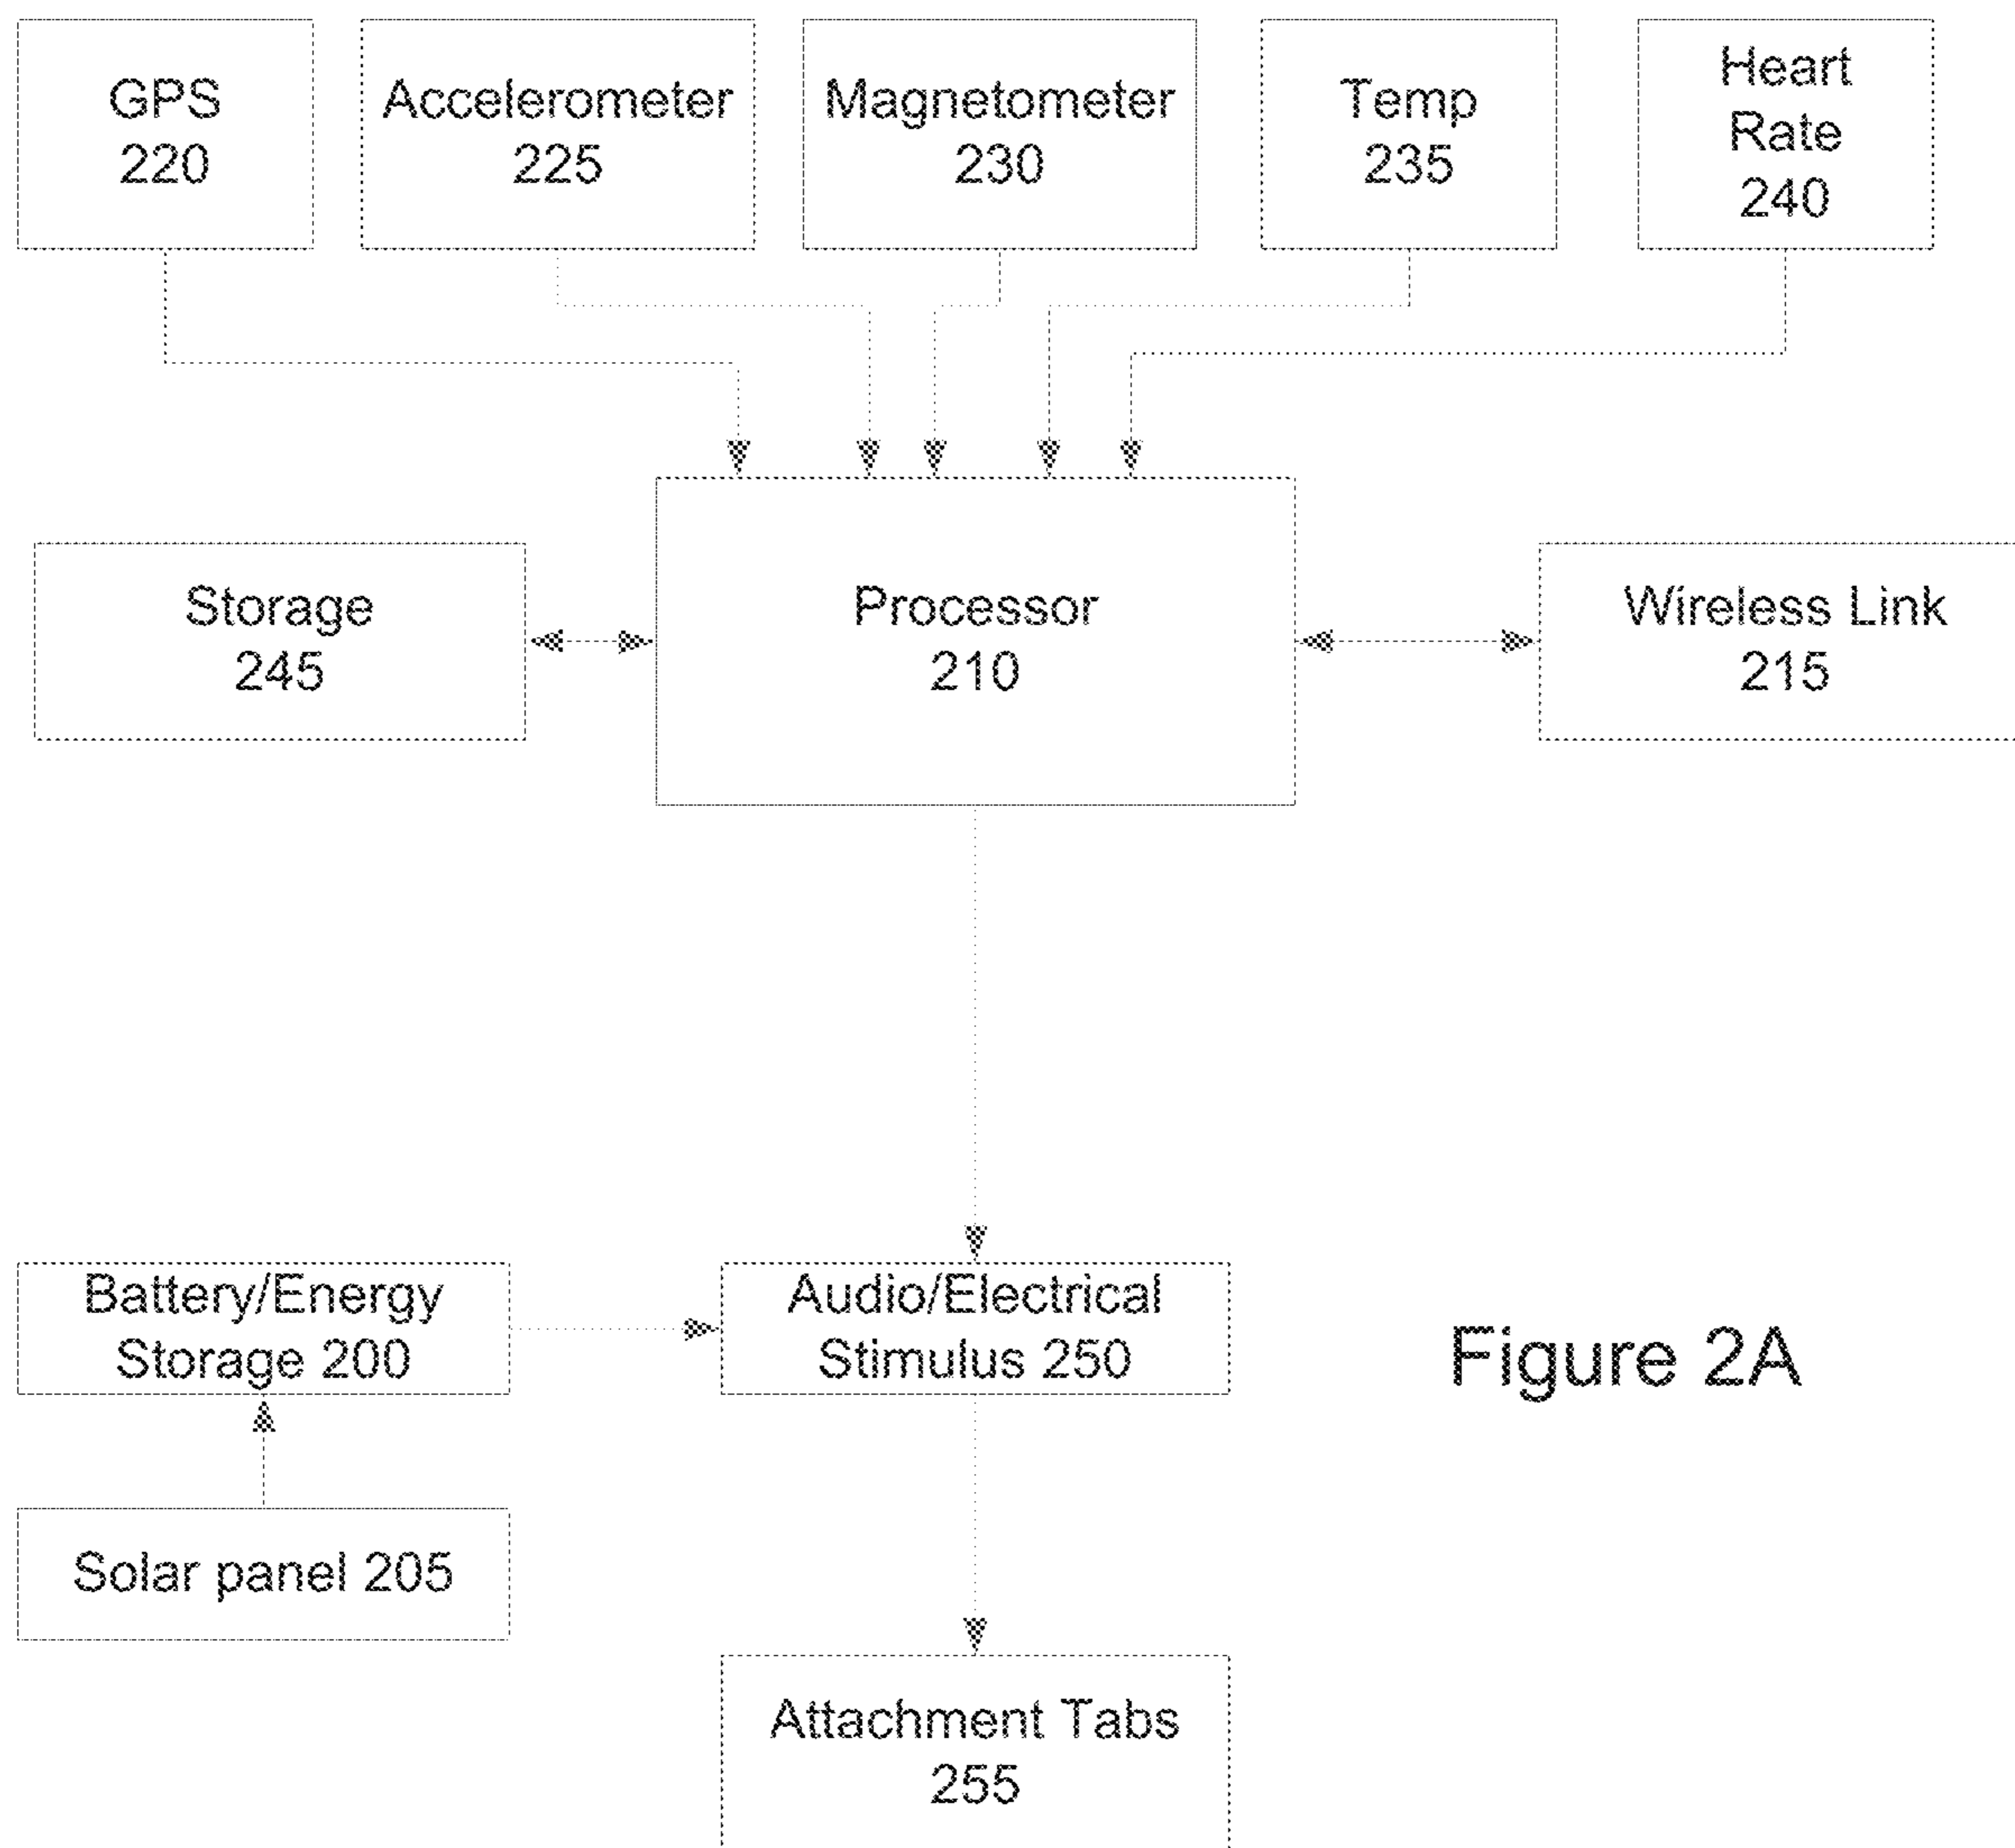 GPS
220
Accelerometer
225
Magnetometer
230
Temp
235
Heart
Rate
240
Storage
245
Processor
210
Wireless Link
215
Battery/Energy
Storage 200
Audio/Electrical
Stimulus 250
Figure 2A
Solar panel 205
Attachment Tabs
255